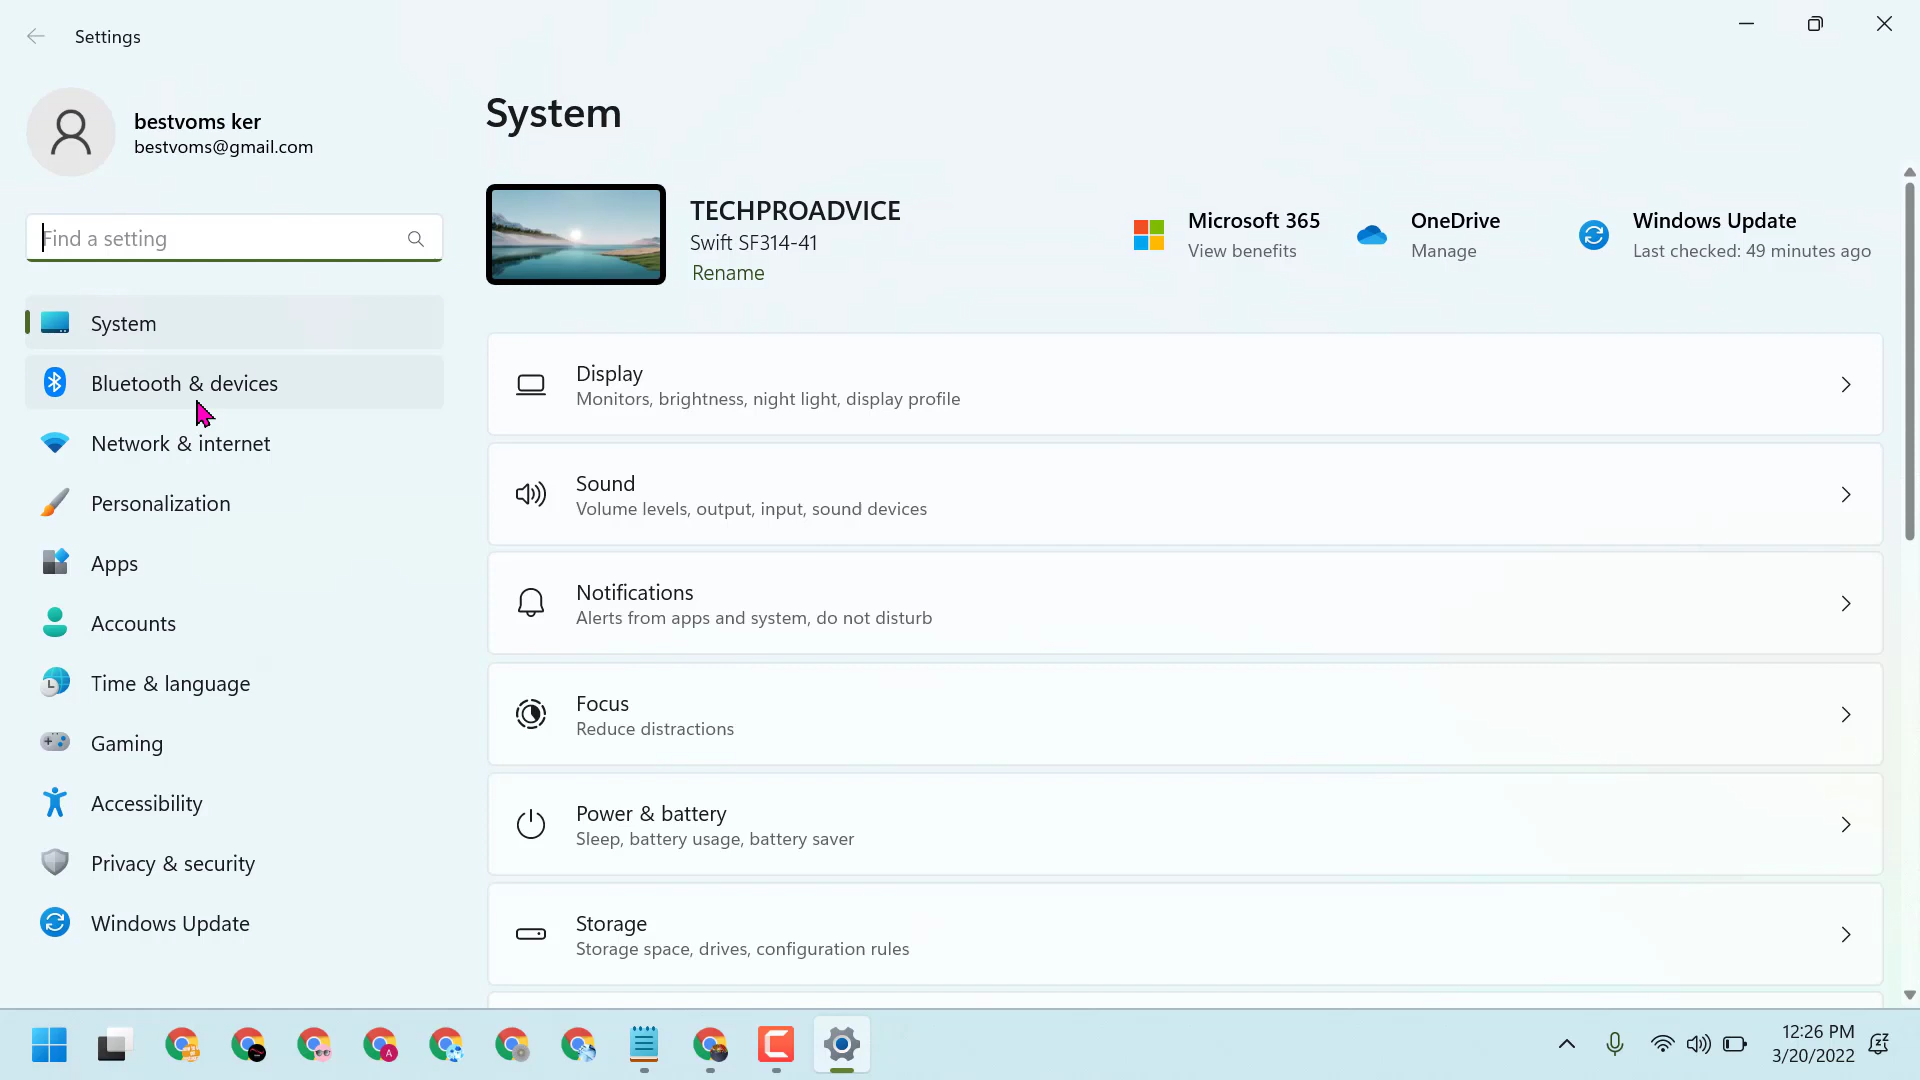 Settings
bestvoms ker
bestvoms@gmail.com
Find a setting
System
Bluetooth & devices
Network & internet
Personalization
Apps
Accounts
Time & language
Gaming
Accessibility
Privacy & security
Windows Update
System
TECHPROADVICE
Swift SF314-41
Rename
Microsoft 365
View benefits
OneDrive
Manage
Windows Update
Last checked: 49 minutes ago
Display
Monitors, brightness, night light, display profile
Sound
Volume levels, output, input, sound devices
Notifications
Alerts from apps and system, do not disturb
Focus
Reduce distractions
Power & battery
Sleep, battery usage, battery saver
Storage
Storage space, drives, configuration rules
A
12:26 PM
3/20/2022